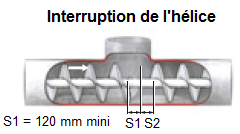 Interruption de l'hélice
S1 = 120 mm mini
S1 S2